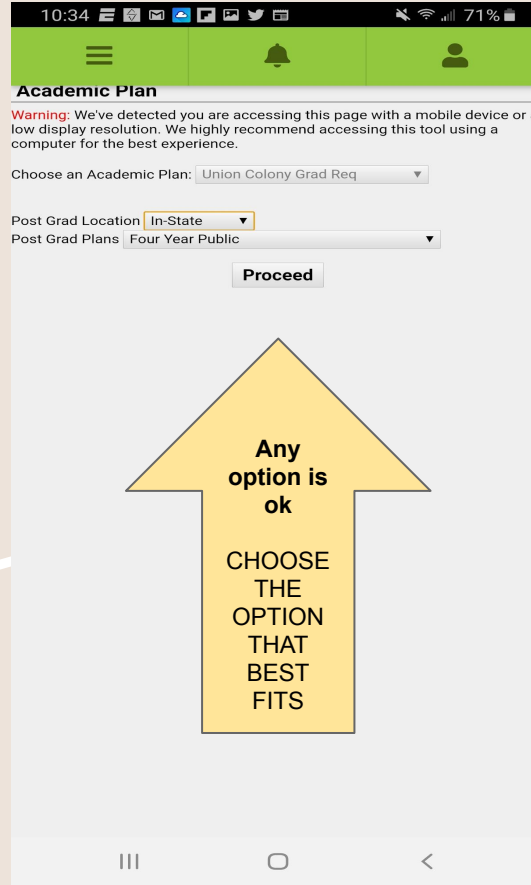 10:34
71%
Academic Plan
Warning: We've detected you are accessing this page with a mobile device or
low display resolution. We highly recommend accessing this tool using a
computer for the best experience.
Choose an Academic Plan: Union Colony Grad Req
Post Grad Location In-State
Post Grad Plans Four Year Public
Proceed
Any
option is
ok
CHOOSE
THE
OPTION
THAT
BEST
FITS